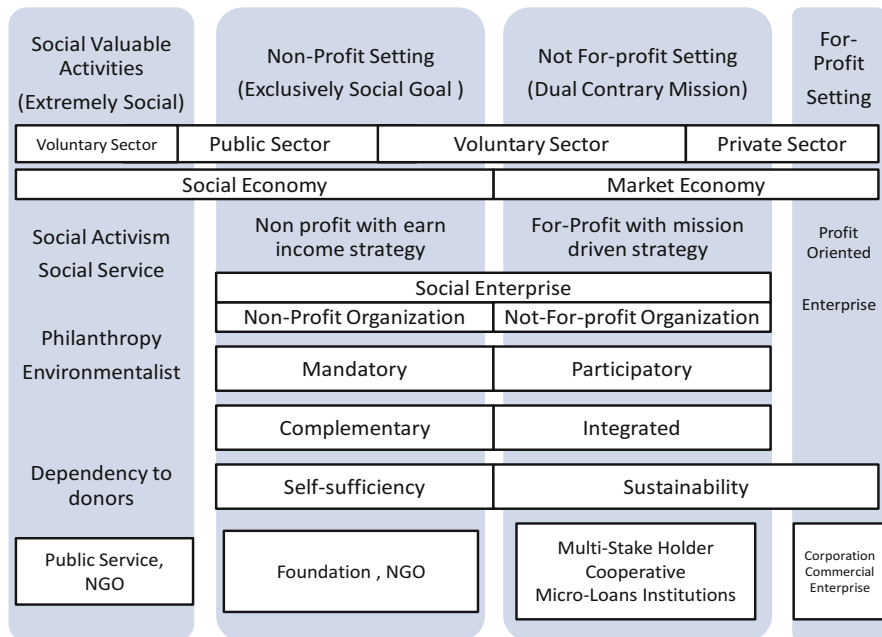 Social Valuable
Activities
(Extremely Social)
Non-Profit Setting
(Exclusively Social Goal )
Not For-profit Setting
(Dual Contrary Mission)
For-
Profit
Setting
Voluntary Sector
Public Sector
Voluntary Sector
Private Sector
Social Economy
Market Economy
Social Activism
Social Service
Non profit with earn
income strategy
For-Profit with mission
driven strategy
Profit
Oriented
Enterprise
Social Enterprise
Non-Profit Organization
Not-For-profit Organization
Philanthropy
Environmentalist
Mandatory
Participatory
Complementary
Integrated
Dependency to
donors
Self-sufficiency
Sustainability
Public Service,
NGO
Foundation , NGO
Multi-Stake Holder
Cooperative
Micro-Loans Institutions
Corporation
Commercial
Enterprise